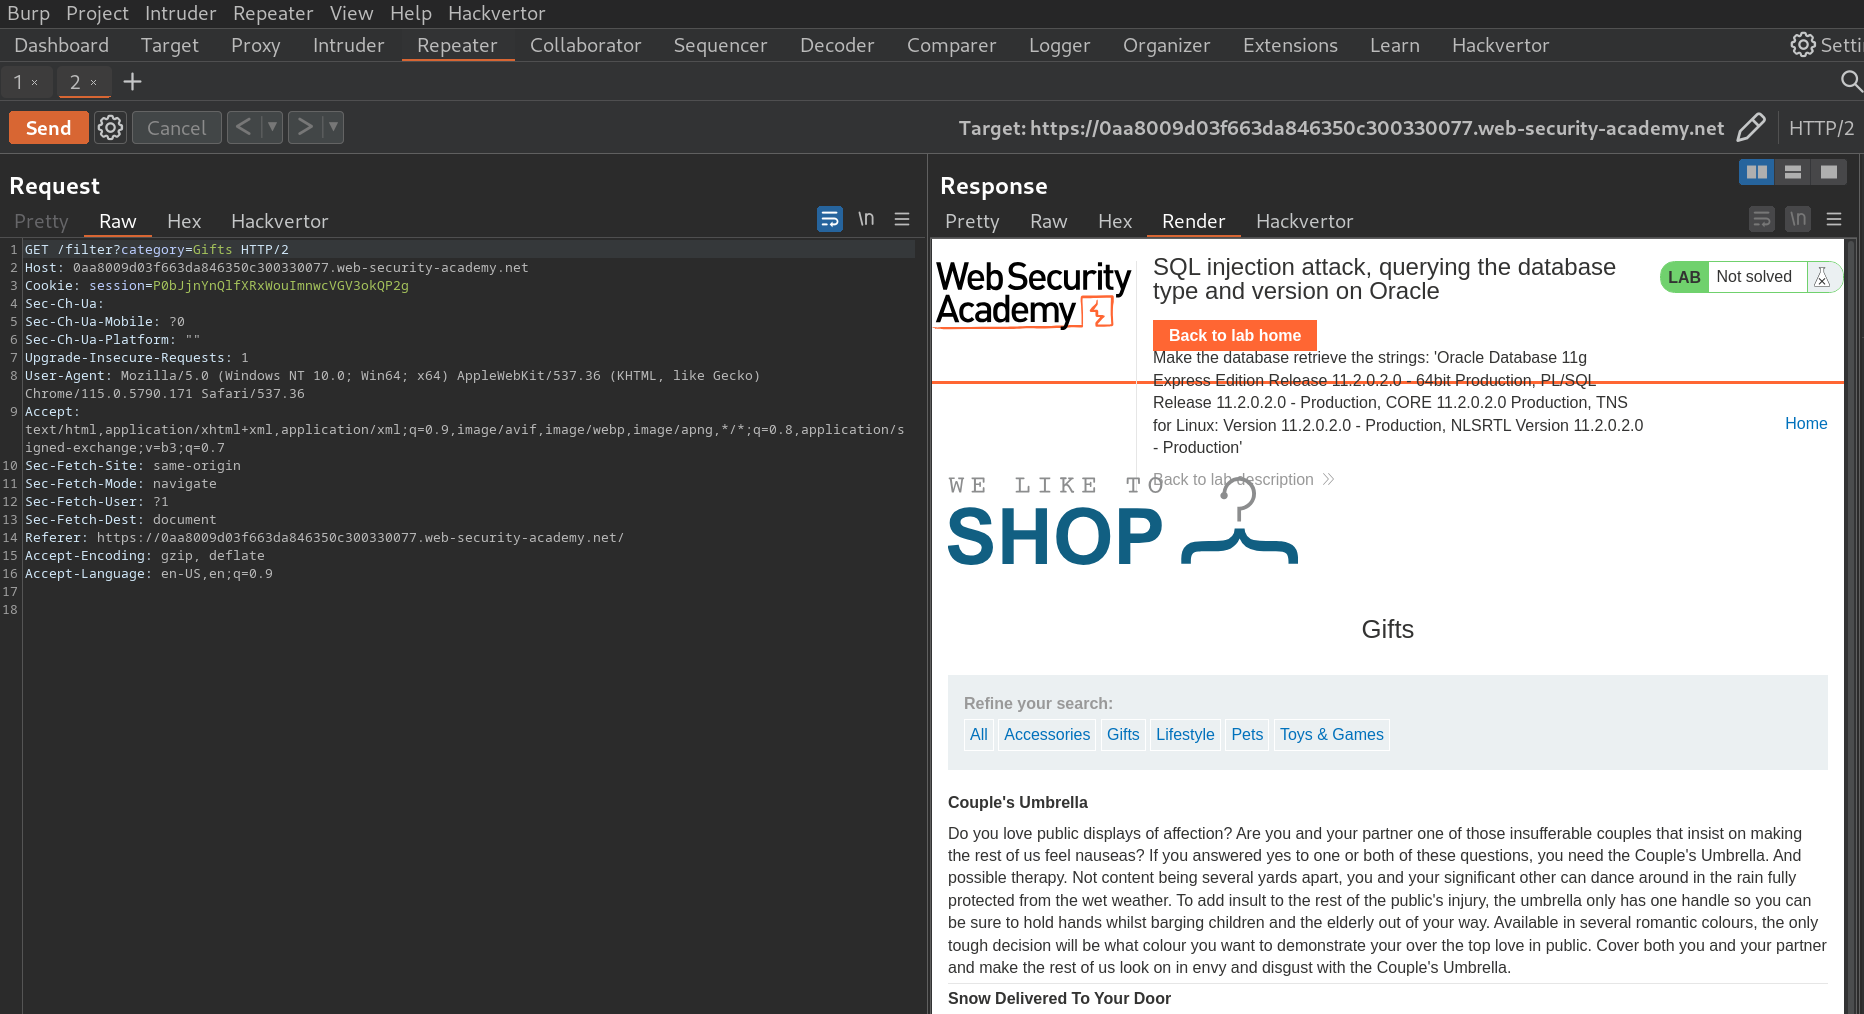 Burp Project Intruder Repeater View Help Hackvertor
Dashboard Target Proxy Intruder Repeater Collaborator Sequencer Decoder Comparer Logger Organizer Extensions Learn Hackvertor Setti
1 × 2 × +
Send Cancel < > Target: https://0aa8009d03f663da846350c300330077.web-security-academy.net HTTP/2
Request
Pretty Raw Hex Hackvertor \n
1 GET /filter?category=Gifts HTTP/2
2 Host: 0aa8009d03f663da846350c300330077.web-security-academy.net
3 Cookie: session=P0bJjnYnQlfXRxWouImnwcVGV3okQP2g
4 Sec-Ch-Ua:
5 Sec-Ch-Ua-Mobile: ?0
6 Sec-Ch-Ua-Platform: ""
7 Upgrade-Insecure-Requests: 1
8 User-Agent: Mozilla/5.0 (Windows NT 10.0; Win64; x64) AppleWebKit/537.36 (KHTML, like Gecko)
Chrome/115.0.5790.171 Safari/537.36
9 Accept:
text/html,application/xhtml+xml,application/xml;q=0.9,image/avif,image/webp,image/apng,*/*;q=0.8,application/s
igned-exchange;v=b3;q=0.7
10 Sec-Fetch-Site: same-origin
11 Sec-Fetch-Mode: navigate
12 Sec-Fetch-User: ?1
13 Sec-Fetch-Dest: document
14 Referer: https://0aa8009d03f663da846350c300330077.web-security-academy.net/
15 Accept-Encoding: gzip, deflate
16 Accept-Language: en-US,en;q=0.9
17
18
Response
Pretty Raw Hex Render Hackvertor \n
Web Security
Academy
SQL injection attack, querying the database
type and version on Oracle
LAB Not solved
Back to lab home
Make the database retrieve the strings: 'Oracle Database 11g
Express Edition Release 11.2.0.2.0 - 64bit Production, PL/SQL
Release 11.2.0.2.0 - Production, CORE 11.2.0.2.0 Production, TNS
for Linux: Version 11.2.0.2.0 - Production, NLSRTL Version 11.2.0.2.0
- Production'
Home
Back to lab description
WE LIKE TO
SHOP
Gifts
Refine your search:
All Accessories Gifts Lifestyle Pets Toys & Games
Couple's Umbrella
Do you love public displays of affection? Are you and your partner one of those insufferable couples that insist on making
the rest of us feel nauseas? If you answered yes to one or both of these questions, you need the Couple's Umbrella. And
possible therapy. Not content being several yards apart, you and your significant other can dance around in the rain fully
protected from the wet weather. To add insult to the rest of the public's injury, the umbrella only has one handle so you can
be sure to hold hands whilst barging children and the elderly out of your way. Available in several romantic colours, the only
tough decision will be what colour you want to demonstrate your over the top love in public. Cover both you and your partner
and make the rest of us look on in envy and disgust with the Couple's Umbrella.
Snow Delivered To Your Door